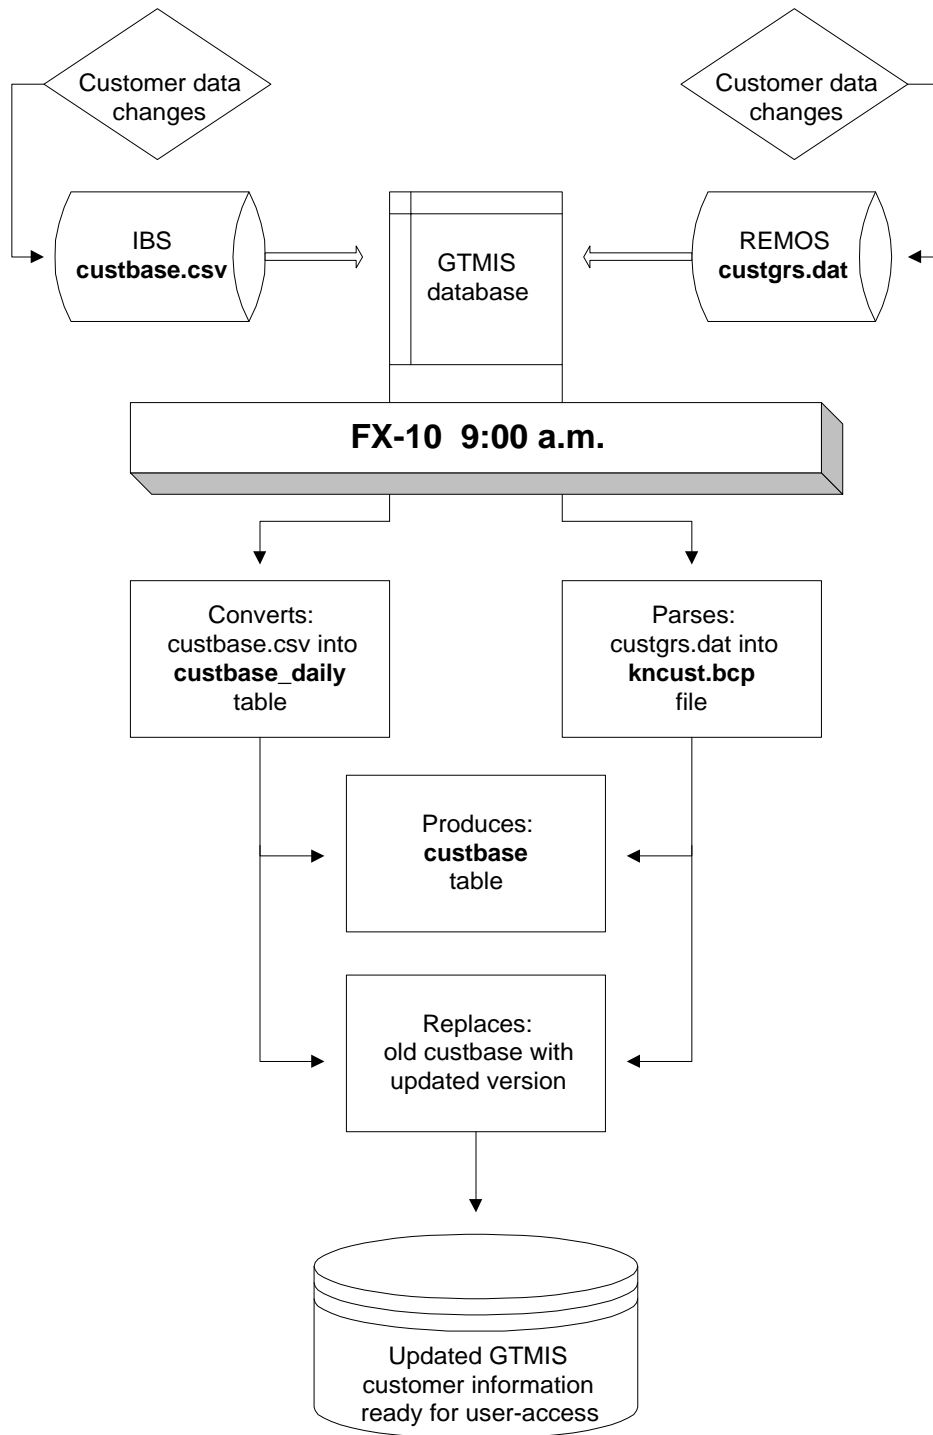 Customer data
changes
Customer data
changes
IBS
custbase.csv
GTMIS
database
REMOS
custgrs.dat
FX-10 9:00 a.m.
Converts:
custbase.csv into
custbase_daily
table
Parses:
custgrs.dat into
kncust.bcp
file
Produces:
custbase
table
Replaces:
old custbase with
updated version
Updated GTMIS
customer information
ready for user-access